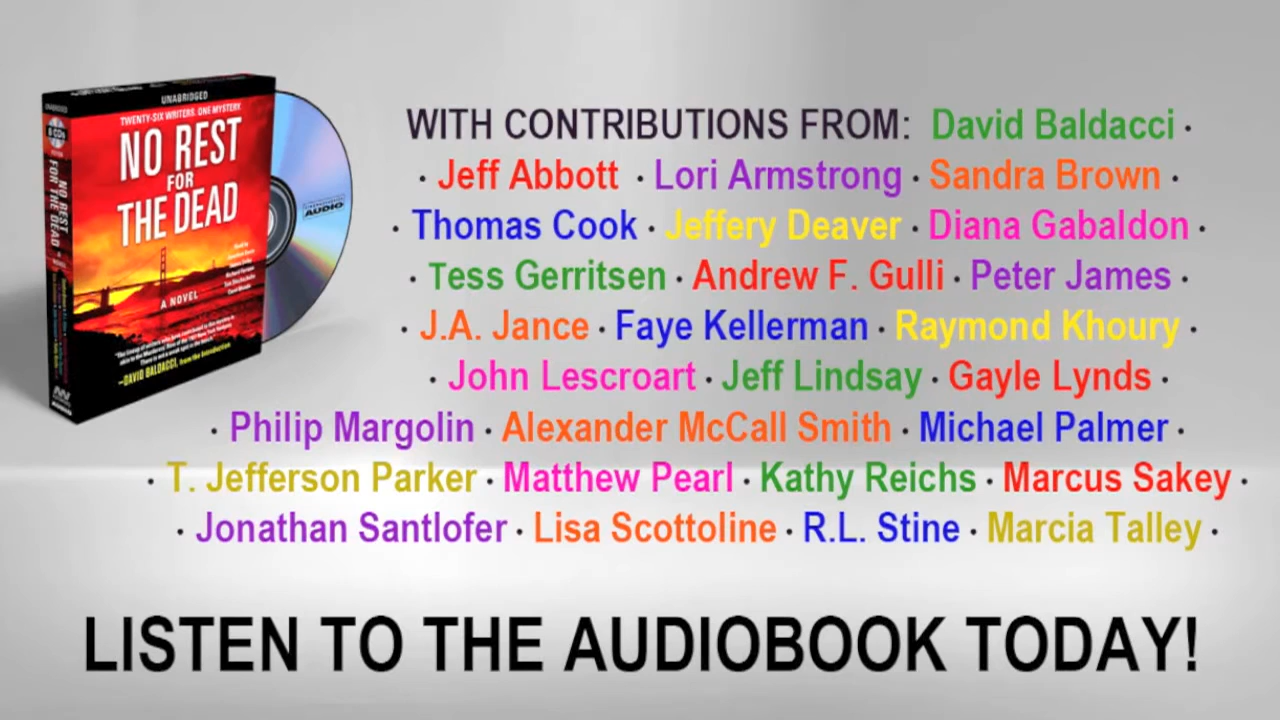 UNABRIDGED
TWENTY-SIX WRITERS. ONE MYSTERY.
NO REST
FOR
THE DEAD
A NOVEL
—DAVID BALDACCI, from the Introduction
UNABRIDGED
8 CDs
NO REST
FOR THE DEAD
AUDIO
WITH CONTRIBUTIONS FROM: David Baldacci ·
· Jeff Abbott · Lori Armstrong · Sandra Brown ·
· Thomas Cook · Jeffery Deaver · Diana Gabaldon ·
· Tess Gerritsen · Andrew F. Gulli · Peter James ·
· J.A. Jance · Faye Kellerman · Raymond Khoury ·
· John Lescroart · Jeff Lindsay · Gayle Lynds ·
· Philip Margolin · Alexander McCall Smith · Michael Palmer ·
· T. Jefferson Parker · Matthew Pearl · Kathy Reichs · Marcus Sakey ·
· Jonathan Santlofer · Lisa Scottoline · R.L. Stine · Marcia Talley ·
LISTEN TO THE AUDIOBOOK TODAY!